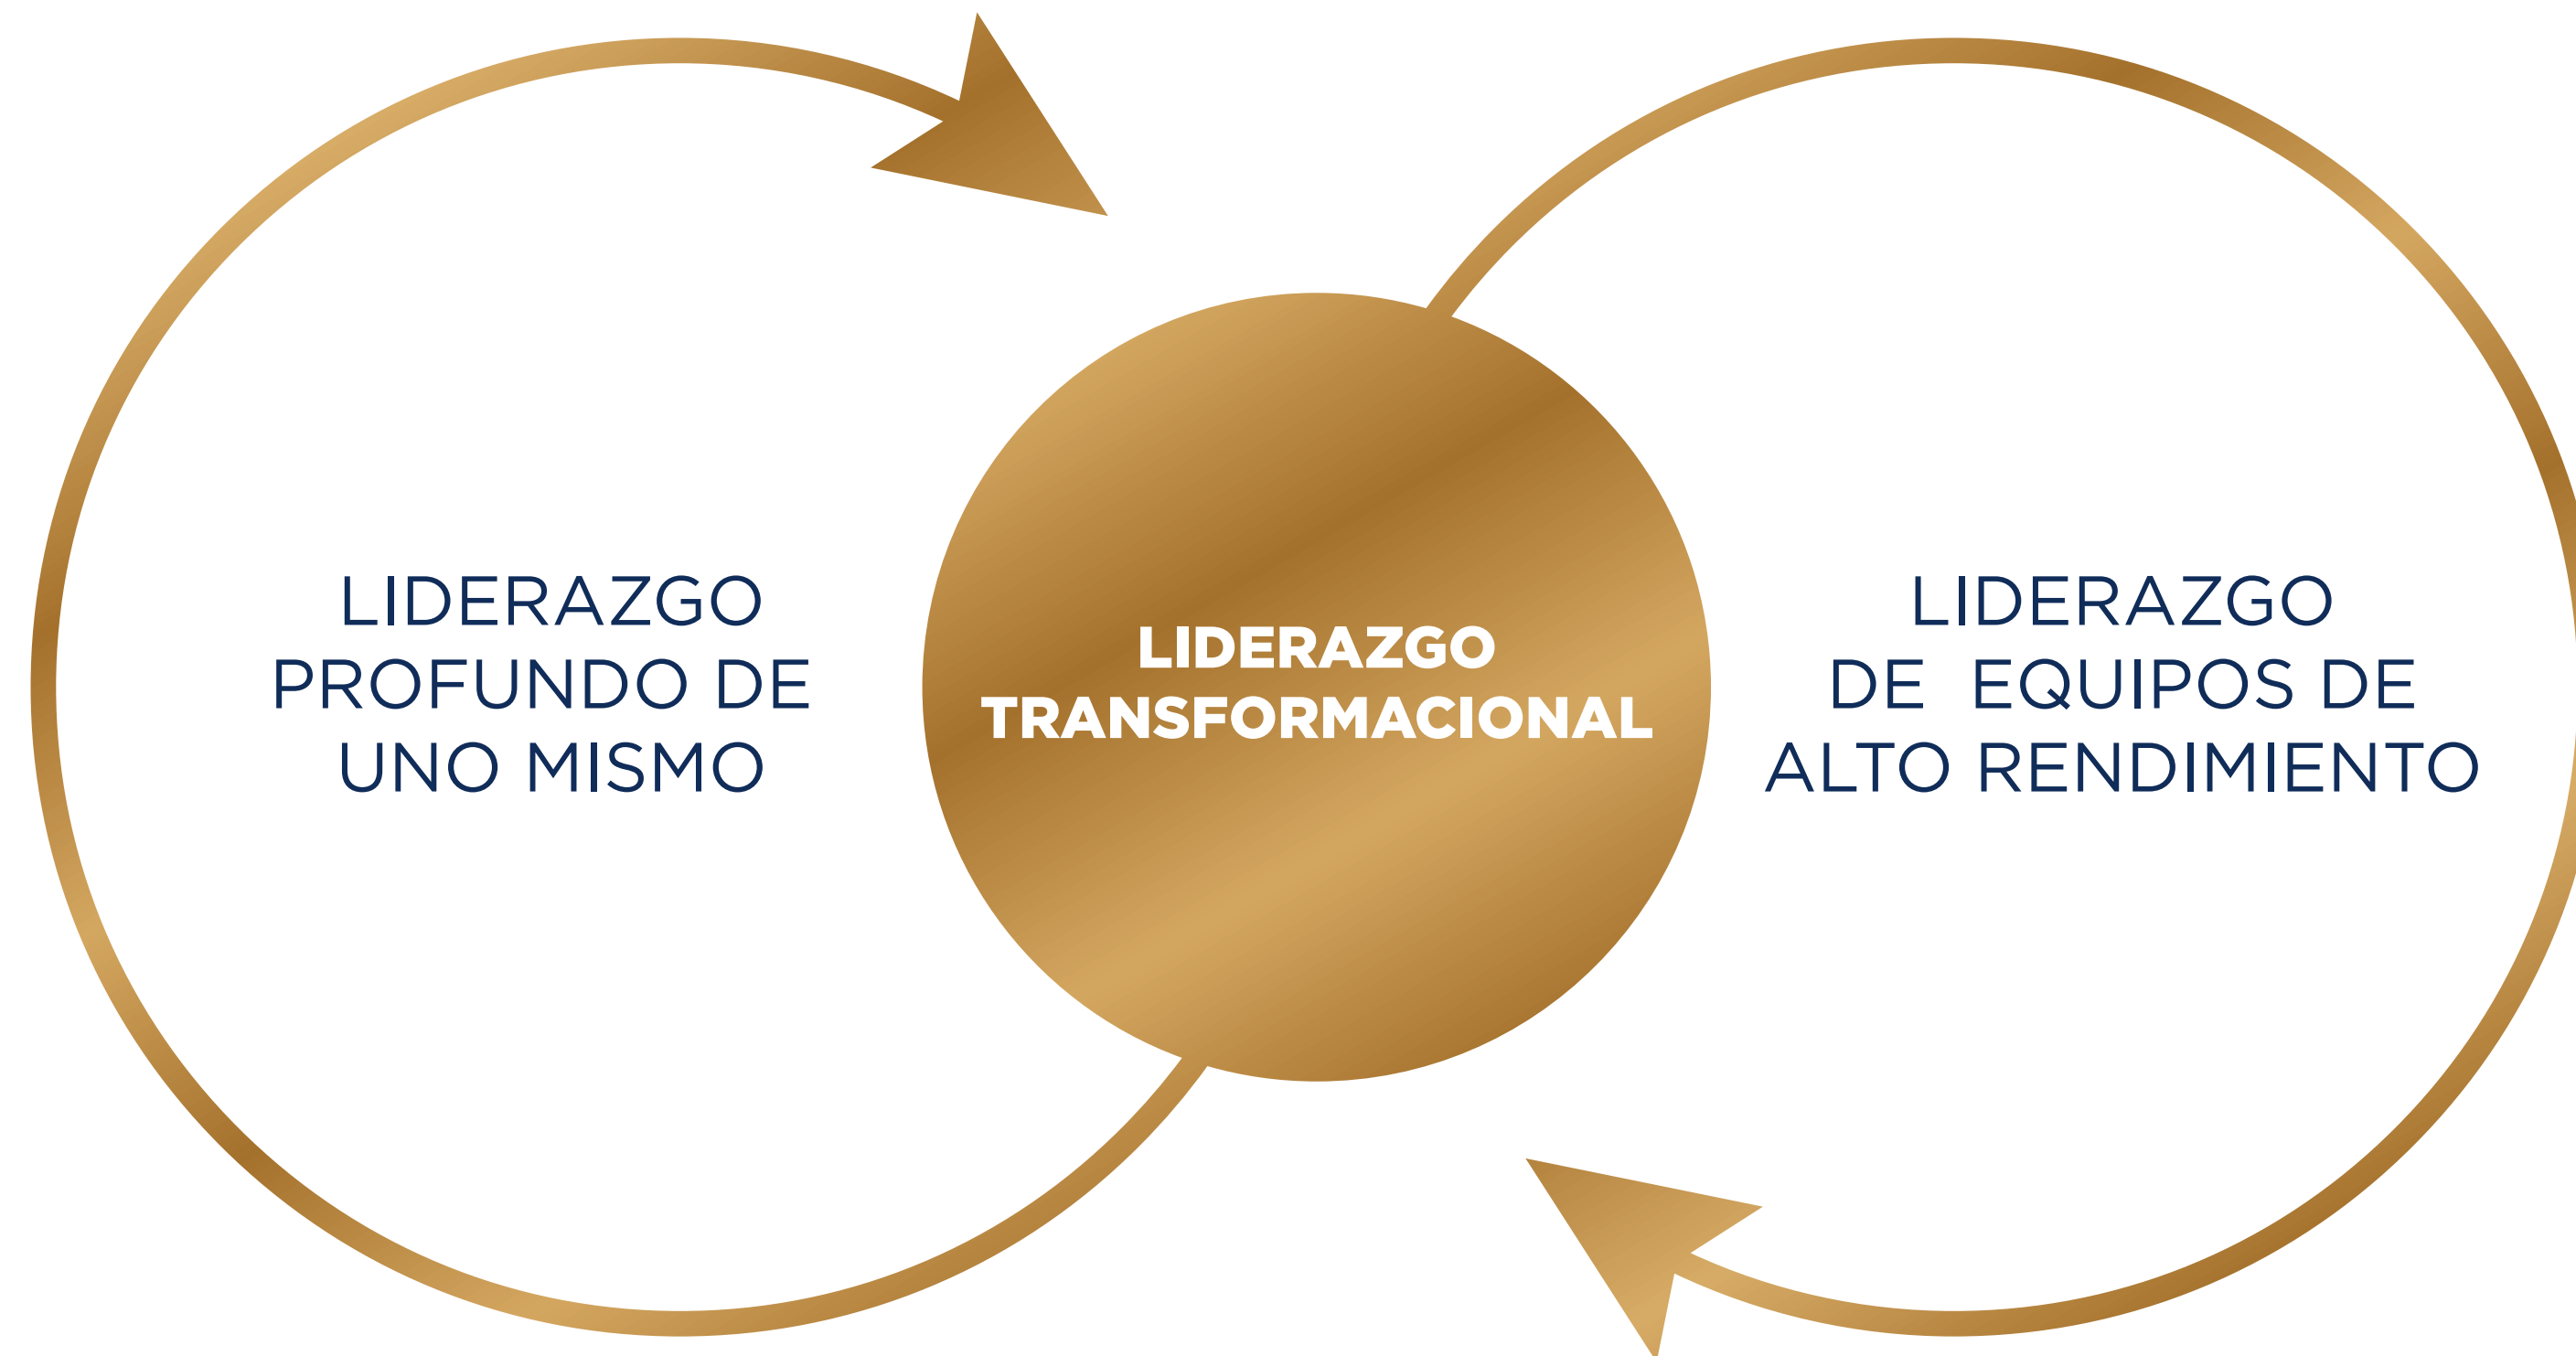 LIDERAZGO
PROFUNDO DE
UNO MISMO
LIDERAZGO
TRANSFORMACIONAL
LIDERAZGO
DE  EQUIPOS DE
ALTO RENDIMIENTO